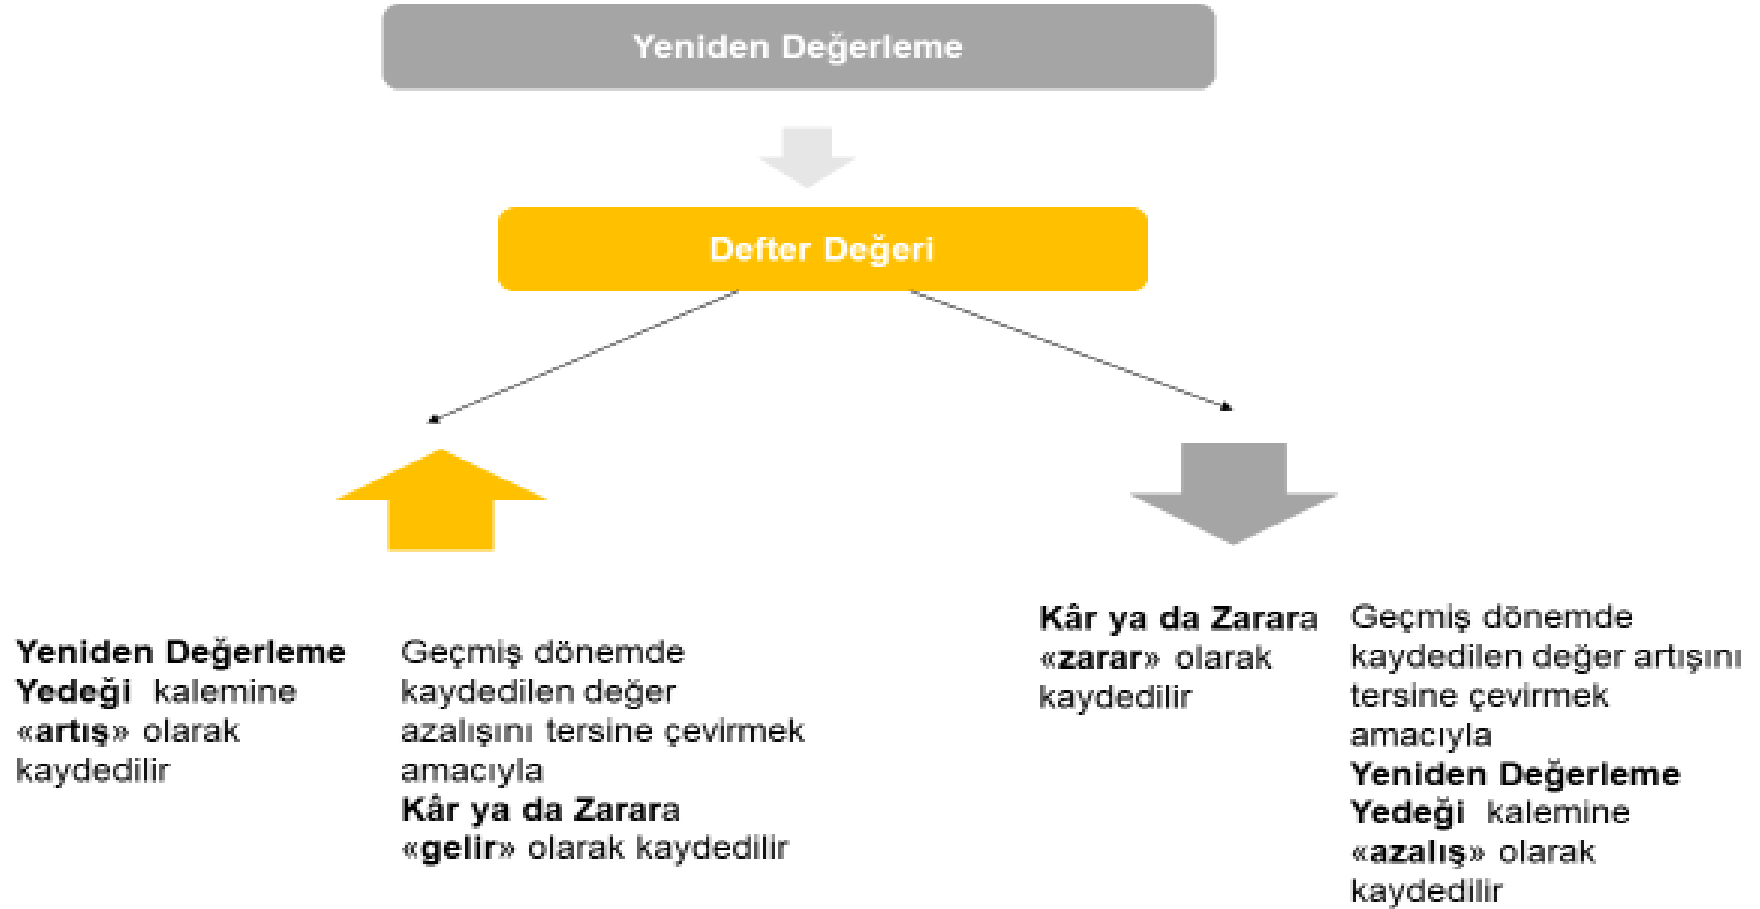 Yeniden Değerleme
Defter Değeri
Yeniden Değerleme
Yedeği kalemine
«artış» olarak
kaydedilir
Geçmiş dönemde
kaydedilen değer
azalışını tersine çevirmek
amacıyla
Kâr ya da Zarara
«gelir» olarak kaydedilir
Kâr ya da Zarara
«zarar» olarak
kaydedilir
Geçmiş dönemde
kaydedilen değer artışını
tersine çevirmek
amacıyla
Yeniden Değerleme
Yedeği kalemine
«azalış» olarak
kaydedilir